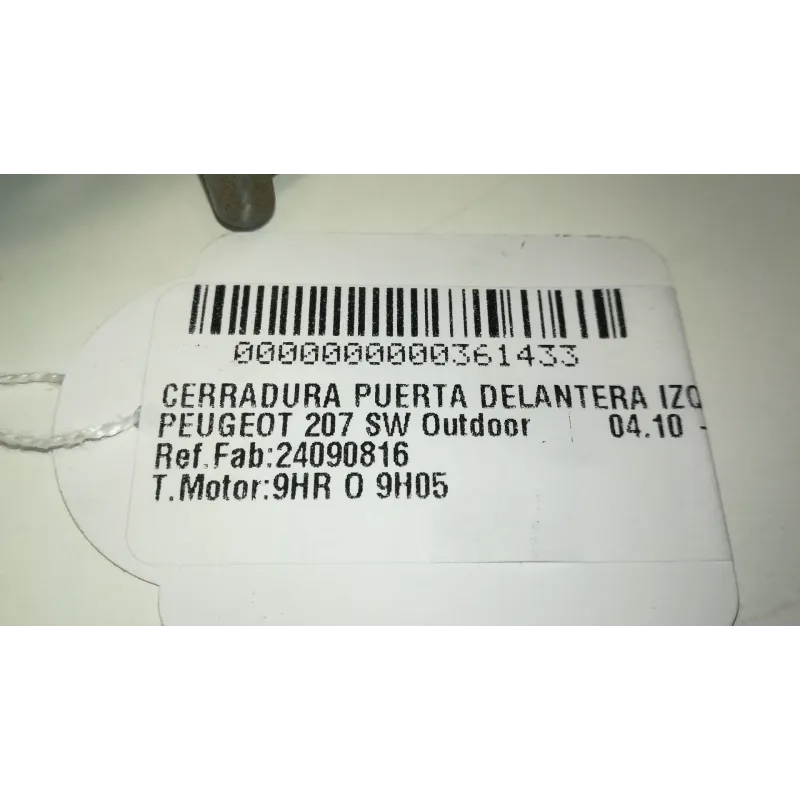 0000000000361433
CERRADURA PUERTA DELANTERA IZQ
PEUGEOT 207 SW Outdoor 04.10 -
Ref.Fab:24090816
T.Motor:9HR O 9H05